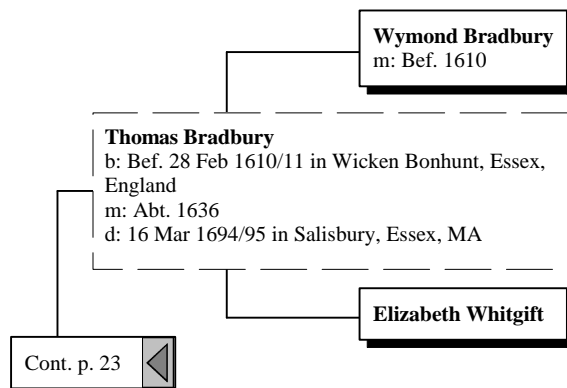 Wymond Bradbury
m: Bef. 1610
Thomas Bradbury
b: Bef. 28 Feb 1610/11 in Wicken Bonhunt, Essex,
England
m: Abt. 1636
d: 16 Mar 1694/95 in Salisbury, Essex, MA
Elizabeth Whitgift
Cont. p. 23